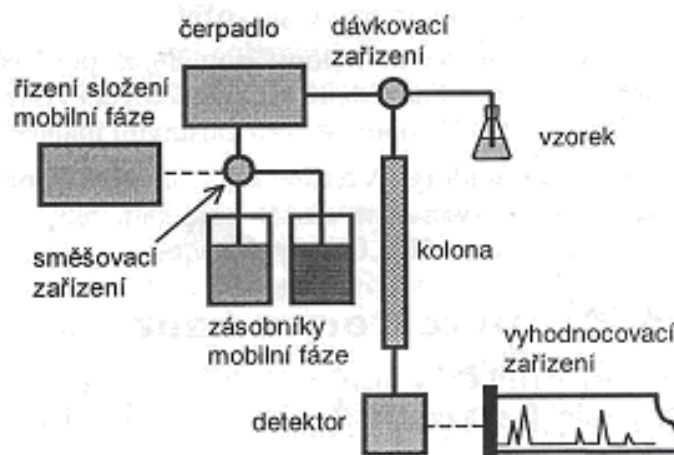 čerpadlo
dávkovací
zařízení
řízení složení
mobilní fáze
vzorek
směšovací
zařízení
kolona
zásobníky
mobilní fáze
vyhodnocovací
zařízení
detektor